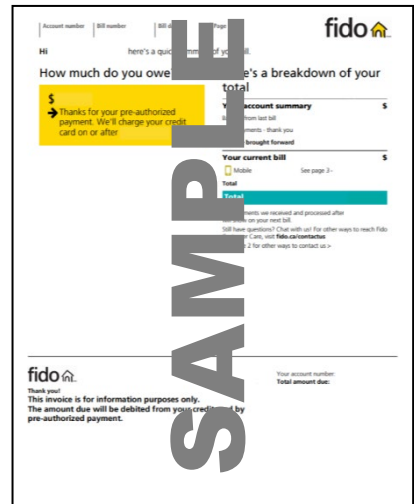 Account number Bill number Bill d Page
fido
Hi here's a quick mm of yo ll.
How much do you owe e's a breakdown of your
total
$
Thanks for your pre-authorized
payment. We'll charge your credit
card on or after
Y account summary $
from last bill
ments - thank you
brought forward
Your current bill $
Mobile See page 3-
Total
Total
ments we received and processed after
on your next bill.
Still have questions? Chat with us! For other ways to reach Fido
Care, visit fido.ca/contactus
2 for other ways to contact us >
SAMPLE
fido
Your account number
Total amount due:
Thank you!
This invoice is for information purposes only.
The amount due will be debited from your credit by
pre-authorized payment.